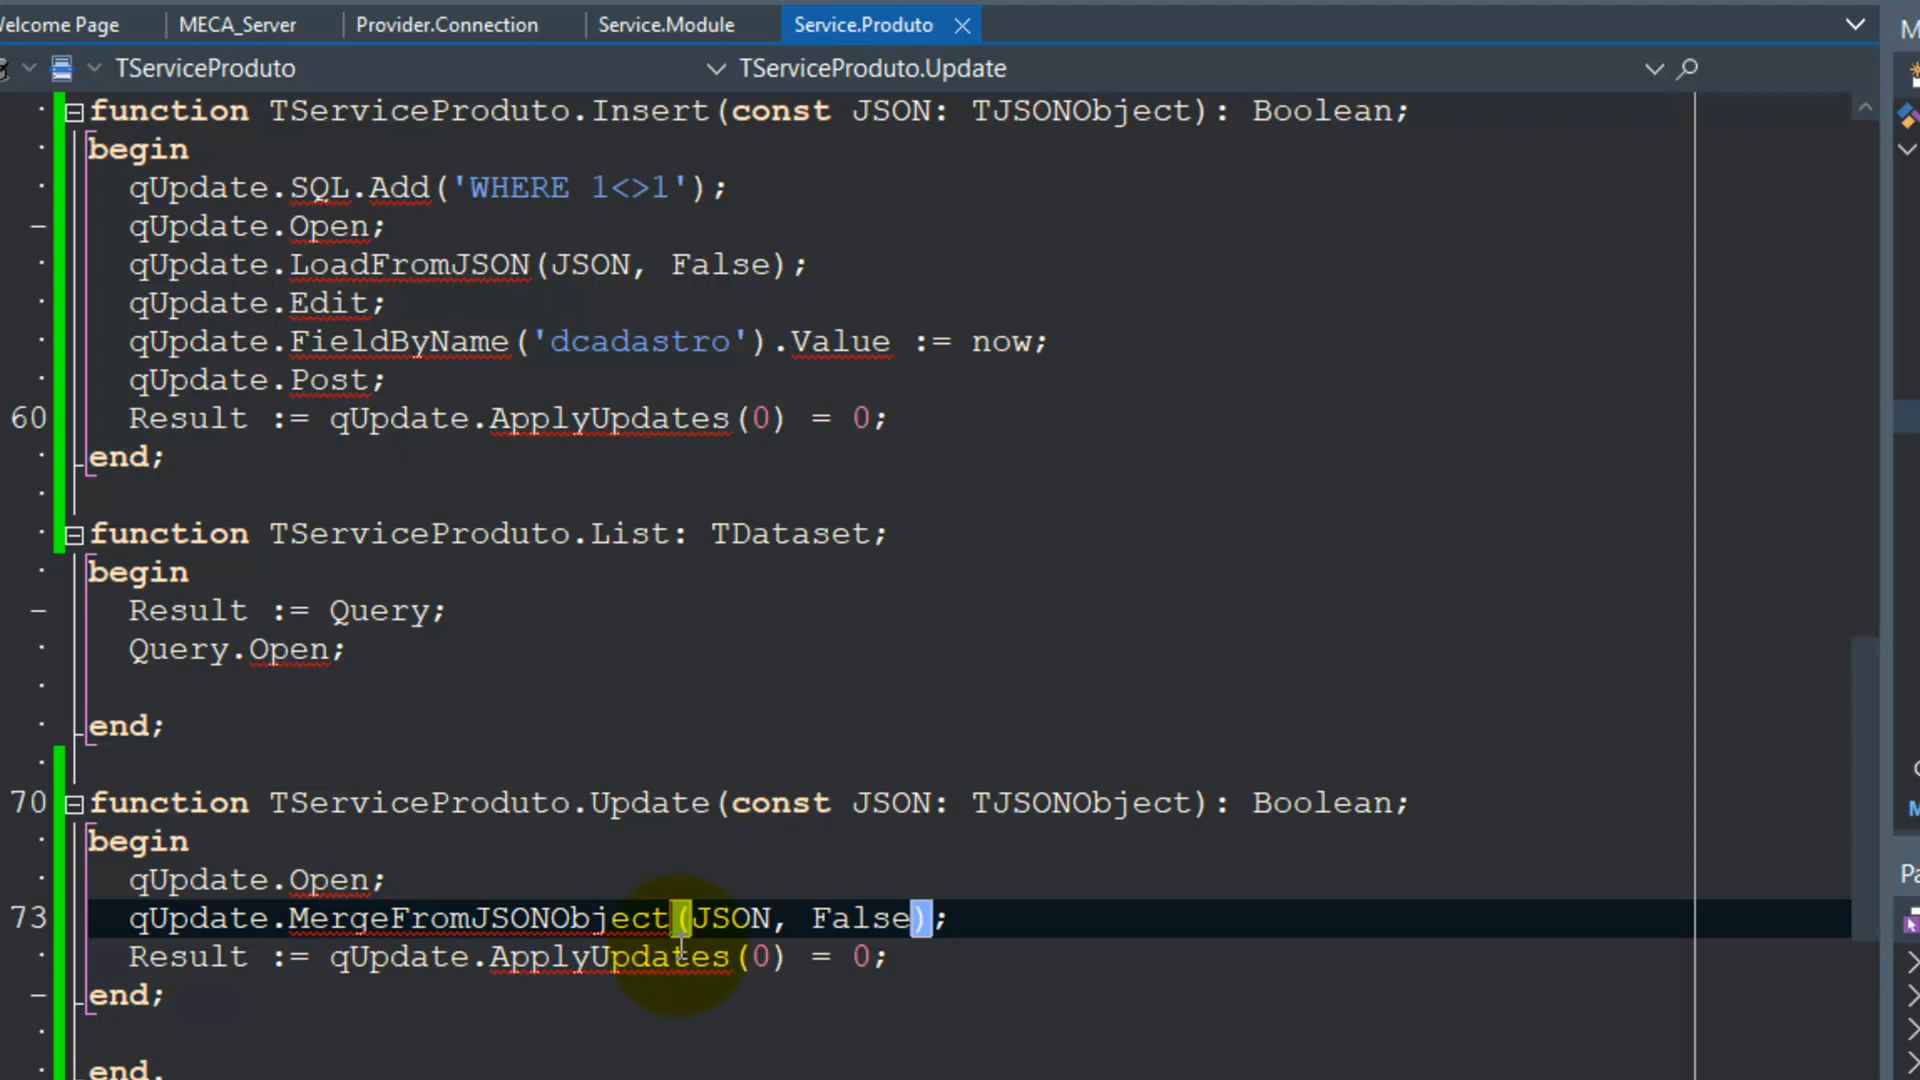 elcome Page MECA_Server Provider.Connection Service.Module Service.Produto
TServiceProduto TServiceProduto.Update
function TServiceProduto.Insert(const JSON: TJSONObject): Boolean;
begin
qUpdate.SQL.Add('WHERE 1<>1');
qUpdate.Open;
qUpdate.LoadFromJSON(JSON, False);
qUpdate.Edit;
qUpdate.FieldByName('dcadastro').Value := now;
qUpdate.Post;
60 Result := qUpdate.ApplyUpdates(0) = 0;
end;
function TServiceProduto.List: TDataset;
begin
Result := Query;
Query.Open;
end;
70 function TServiceProduto.Update(const JSON: TJSONObject): Boolean;
begin
qUpdate.Open;
73 qUpdate.MergeFromJSONObject(JSON, False);
Result := qUpdate.ApplyUpdates(0) = 0;
end;
end.